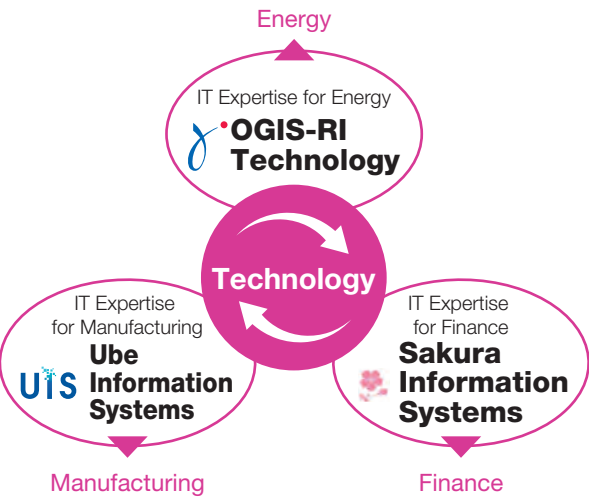 Energy
IT Expertise for Energy
OGIS-RI
Technology
Technology
IT Expertise
for Manufacturing
Ube
UIS Information
Systems
IT Expertise
for Finance
Sakura
Information
Systems
Manufacturing
Finance